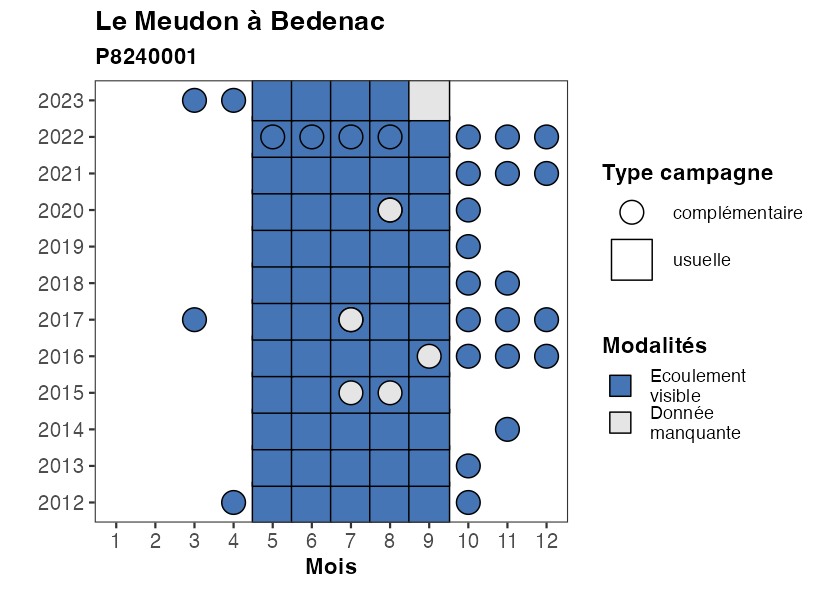 Le Meudon à Bedenac
P8240001
2023
2022
2021
2020
2019
2018
2017
2016
2015
2014
2013
2012
1 2 3 4 5 6 7 8 9 10 11 12
Mois
Type campagne
complémentaire
usuelle
Modalités
Ecoulement
visible
Donnée
manquante